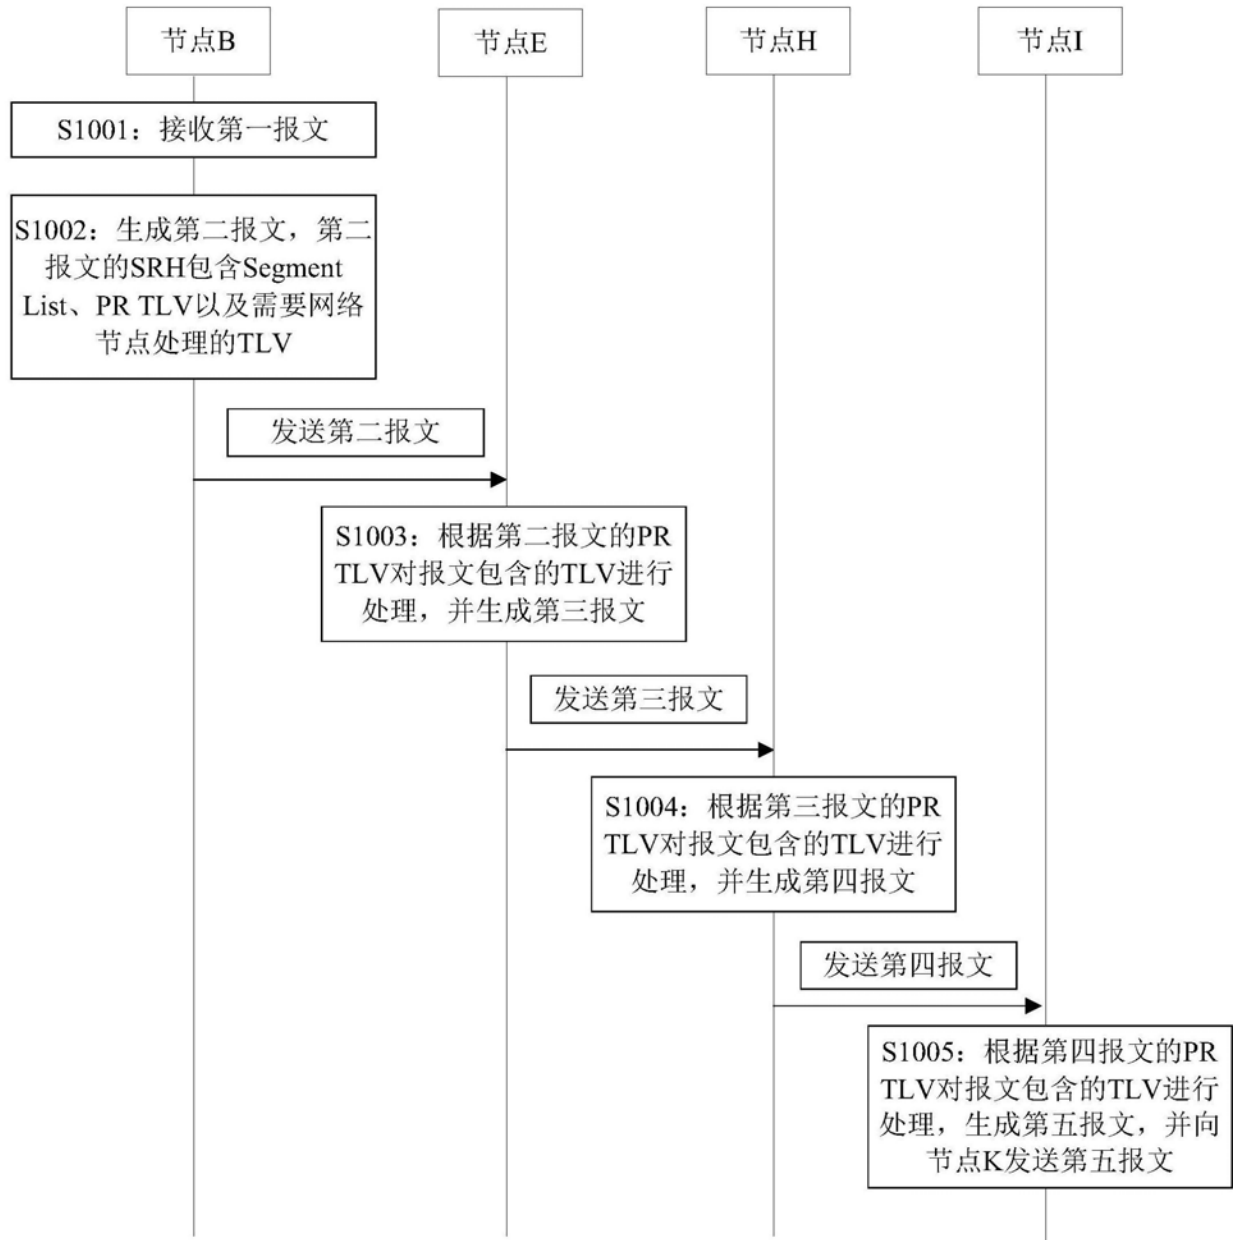 节点B
节点E
节点H
节点I
S1001：接收第一报文
S1002：生成第二报文，第二
报文的SRH包含Segment
List、PR TLV以及需要网络
节点处理的TLV
发送第二报文
S1003：根据第二报文的PR
TLV对报文包含的TLV进行
处理，并生成第三报文
发送第三报文
S1004：根据第三报文的PR
TLV对报文包含的TLV进行
处理，并生成第四报文
发送第四报文
S1005：根据第四报文的PR
TLV对报文包含的TLV进行
处理，生成第五报文，并向
节点K发送第五报文